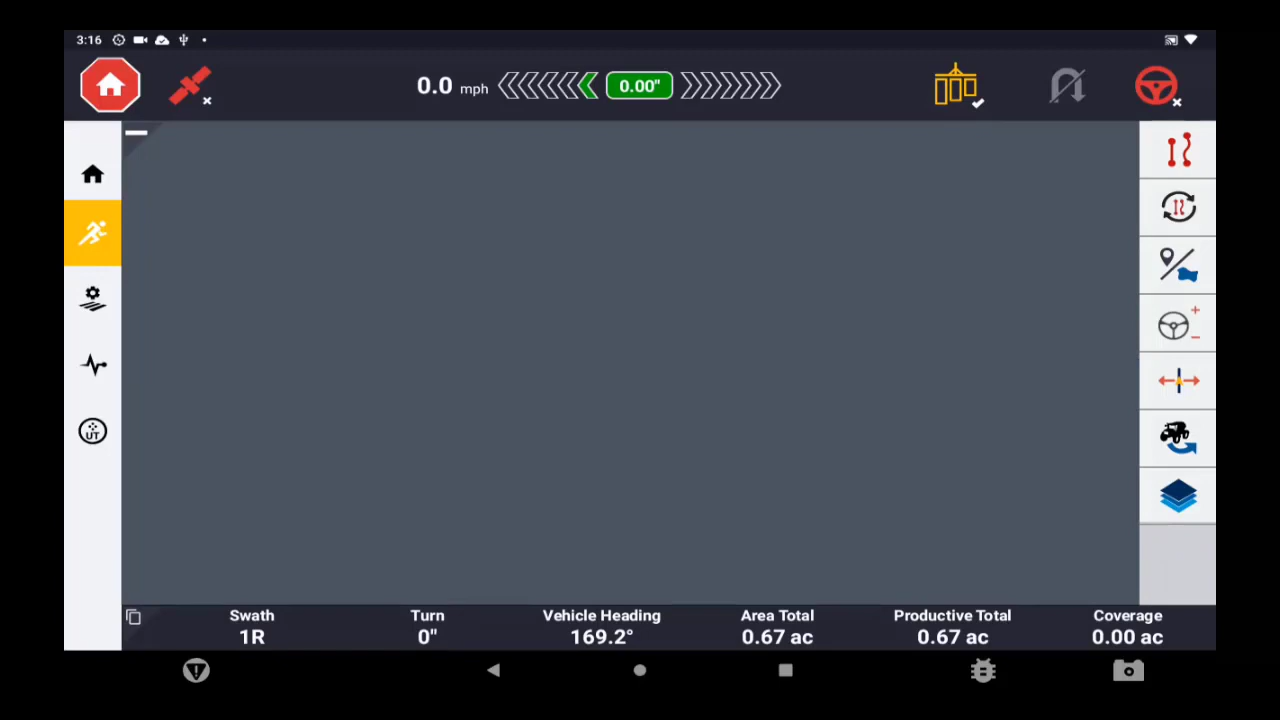 3:16
0.0 mph
0.00"
UT
Swath
1R
Turn
0"
Vehicle Heading
169.2°
Area Total
0.67 ac
Productive Total
0.67 ac
Coverage
0.00 ac